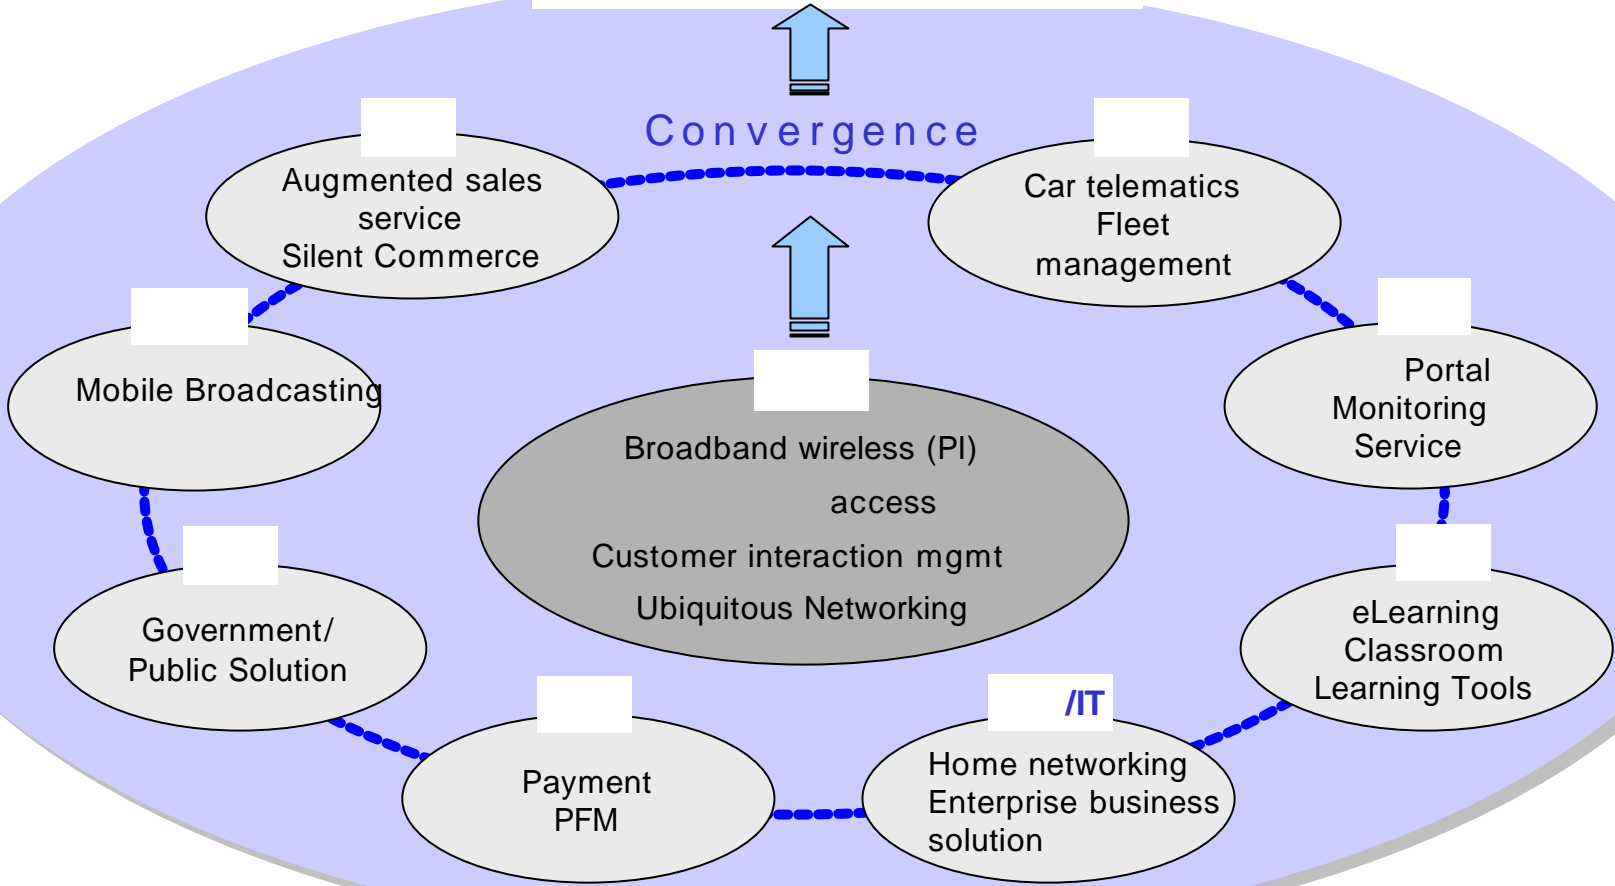 Convergence
Augmented sales
service
Silent Commerce
Car telematics
Fleet
management
Mobile Broadcasting
Portal
Monitoring
Service
Broadband wireless (PI)
access
Customer interaction mgmt
Ubiquitous Networking
Government/
Public Solution
eLearning
Classroom
Learning Tools
Payment
PFM
/IT
Home networking
Enterprise business
solution